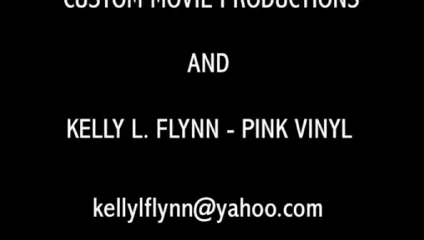 CUSTOM MOVIE PRODUCTIONS
AND
KELLY L. FLYNN - PINK VINYL
kellylflynn@yahoo.com